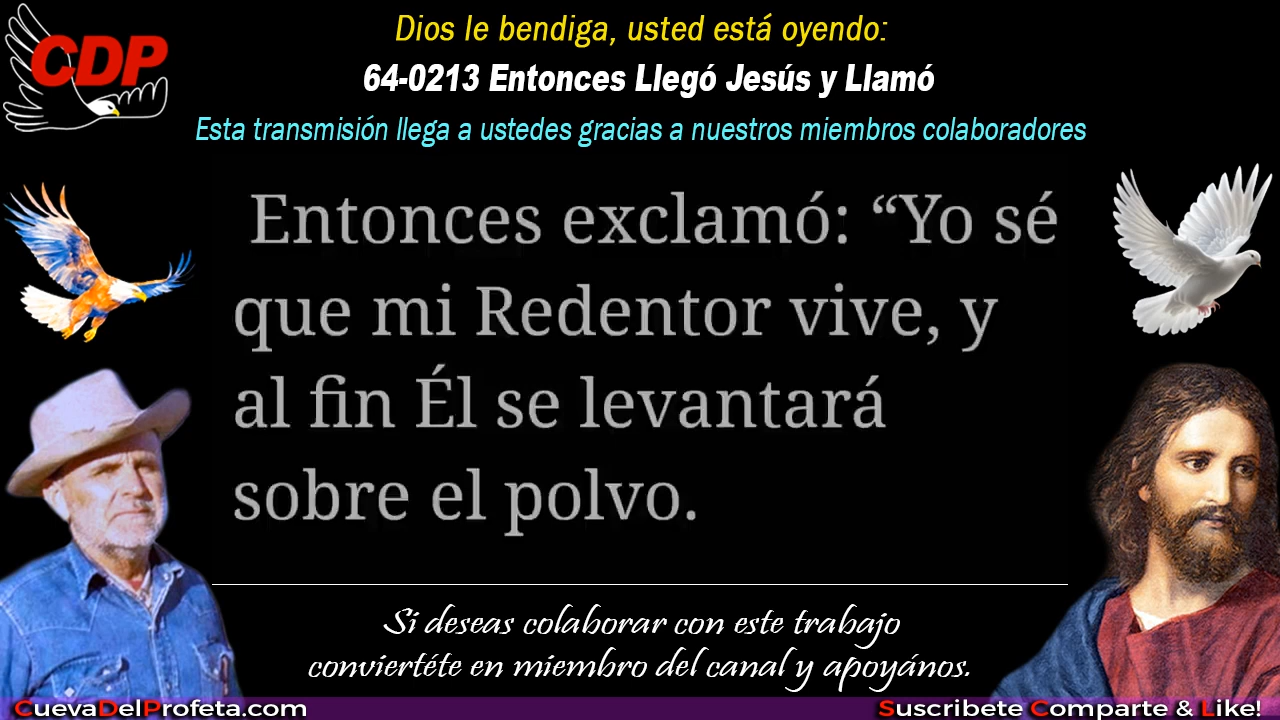 CDP
Dios le bendiga, usted está oyendo:
64-0213 Entonces Llegó Jesús y Llamó
Esta transmisión llega a ustedes gracias a nuestros miembros colaboradores
Entonces exclamó: “Yo sé
que mi Redentor vive, y
al fin Él se levantará
sobre el polvo.
Si deseas colaborar con este trabajo
conviertéte en miembro del canal y apoyános.
CuevaDelProfeta.com
Suscribete Comparte & Like!